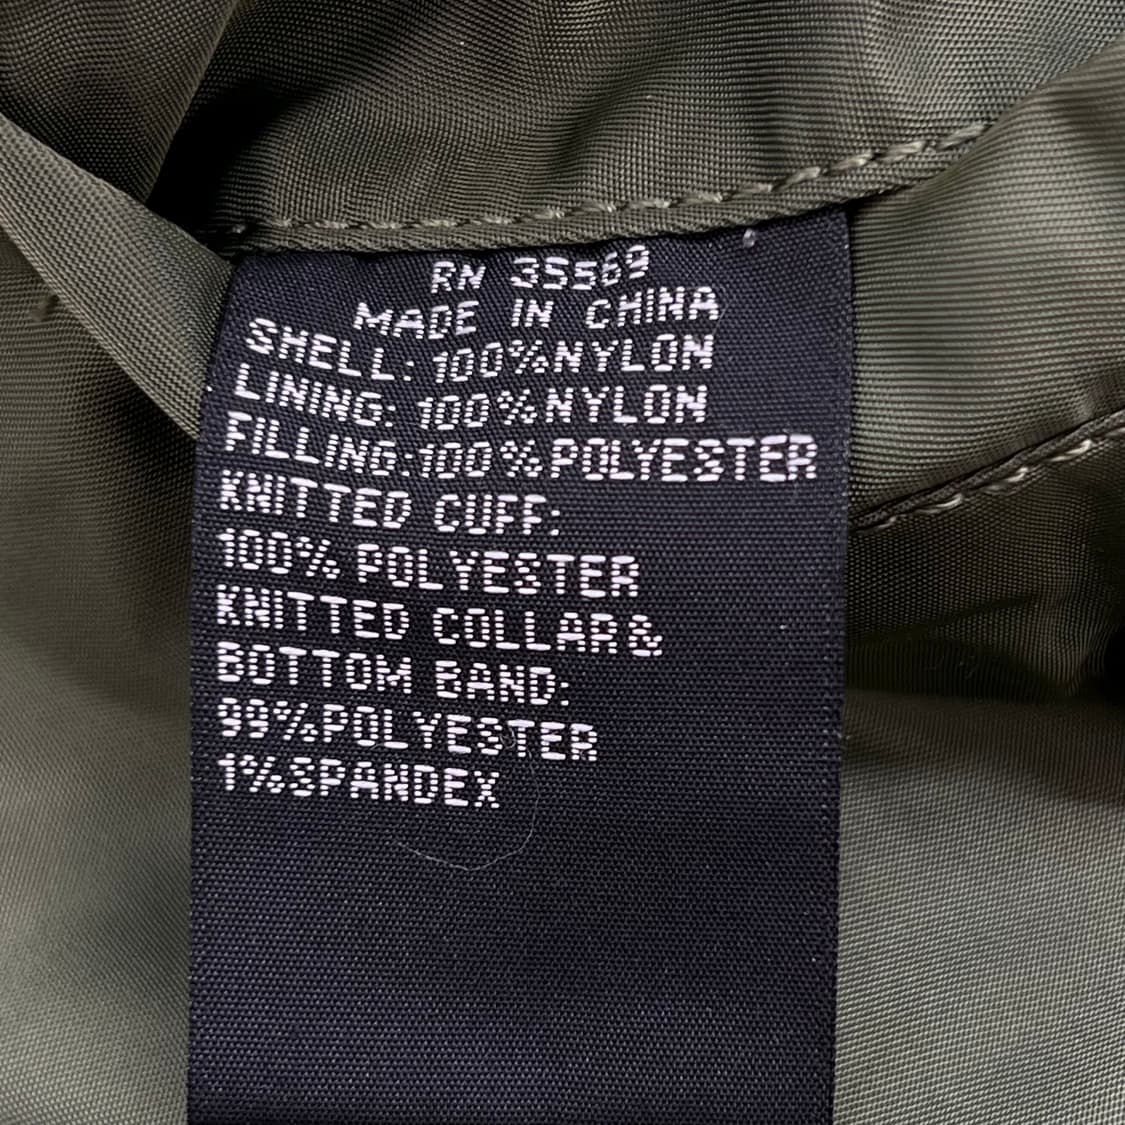 RN 35569
MADE IN CHINA
SHELL: 100%NYLON
LINING: 100%NYLON
FILLING:100%POLYESTER
KNITTED CUFF:
100% POLYESTER
KNITTED COLLAR&
BOTTOM BAND:
99%POLYESTER
1%SPANDEX